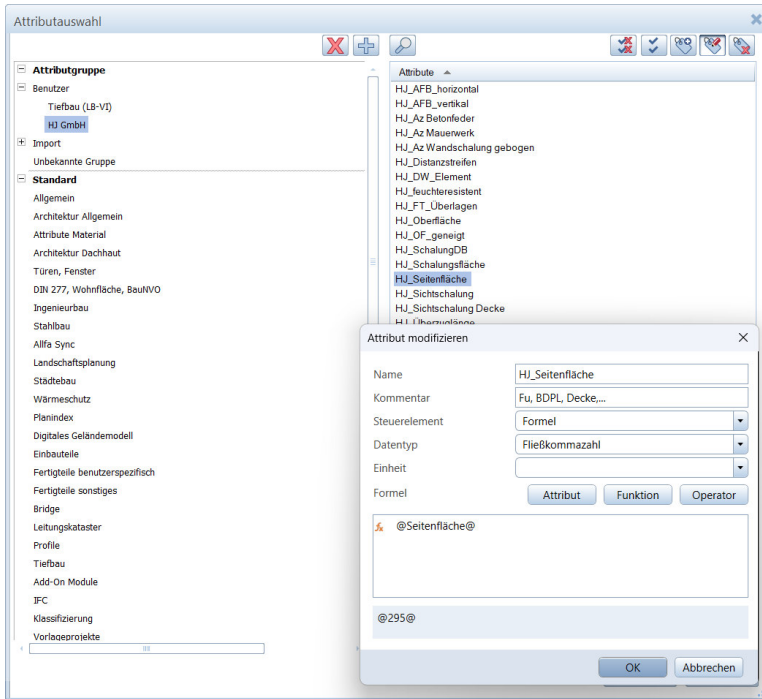 Attributauswahl
Attributgruppe
Benutzer
Tiefbau (LB-VI)
HJ GmbH
Import
Unbekannte Gruppe
Standard
Allgemein
Architektur Allgemein
Attribute Material
Architektur Dachhaut
Türen, Fenster
DIN 277, Wohnfläche, BauNVO
Ingenieurbau
Stahlbau
Allfa Sync
Landschaftsplanung
Städtebau
Wärmeschutz
Planindex
Digitales Geländemodell
Einbauteile
Fertigteile benutzerspezifisch
Fertigteile sonstiges
Bridge
Leitungskataster
Profile
Tiefbau
Add-On Module
IFC
Klassifizierung
Vorlageprojekte
Attribute
HJ_AFB_horizontal
HJ_AFB_vertikal
HJ_Az Betonfeder
HJ_Az Mauerwerk
HJ_Az Wandschalung gebogen
HJ_Distanzstreifen
HJ_DW_Element
HJ_feuchteresistent
HJ_FT_Überlagen
HJ_Oberfläche
HJ_OF_geneigt
HJ_SchalungDB
HJ_Schalungsfläche
HJ_Seitenfläche
HJ_Sichtschalung
HJ_Sichtschalung Decke
HJ_Überzuglänge
Attribut modifizieren
Name HJ_Seitenfläche
Kommentar Fu, BDPL, Decke,...
Steuerelement Formel
Datentyp Fließkommazahl
Einheit
Formel Attribut Funktion Operator
fx @Seitenfläche@
@295@
OK Abbrechen